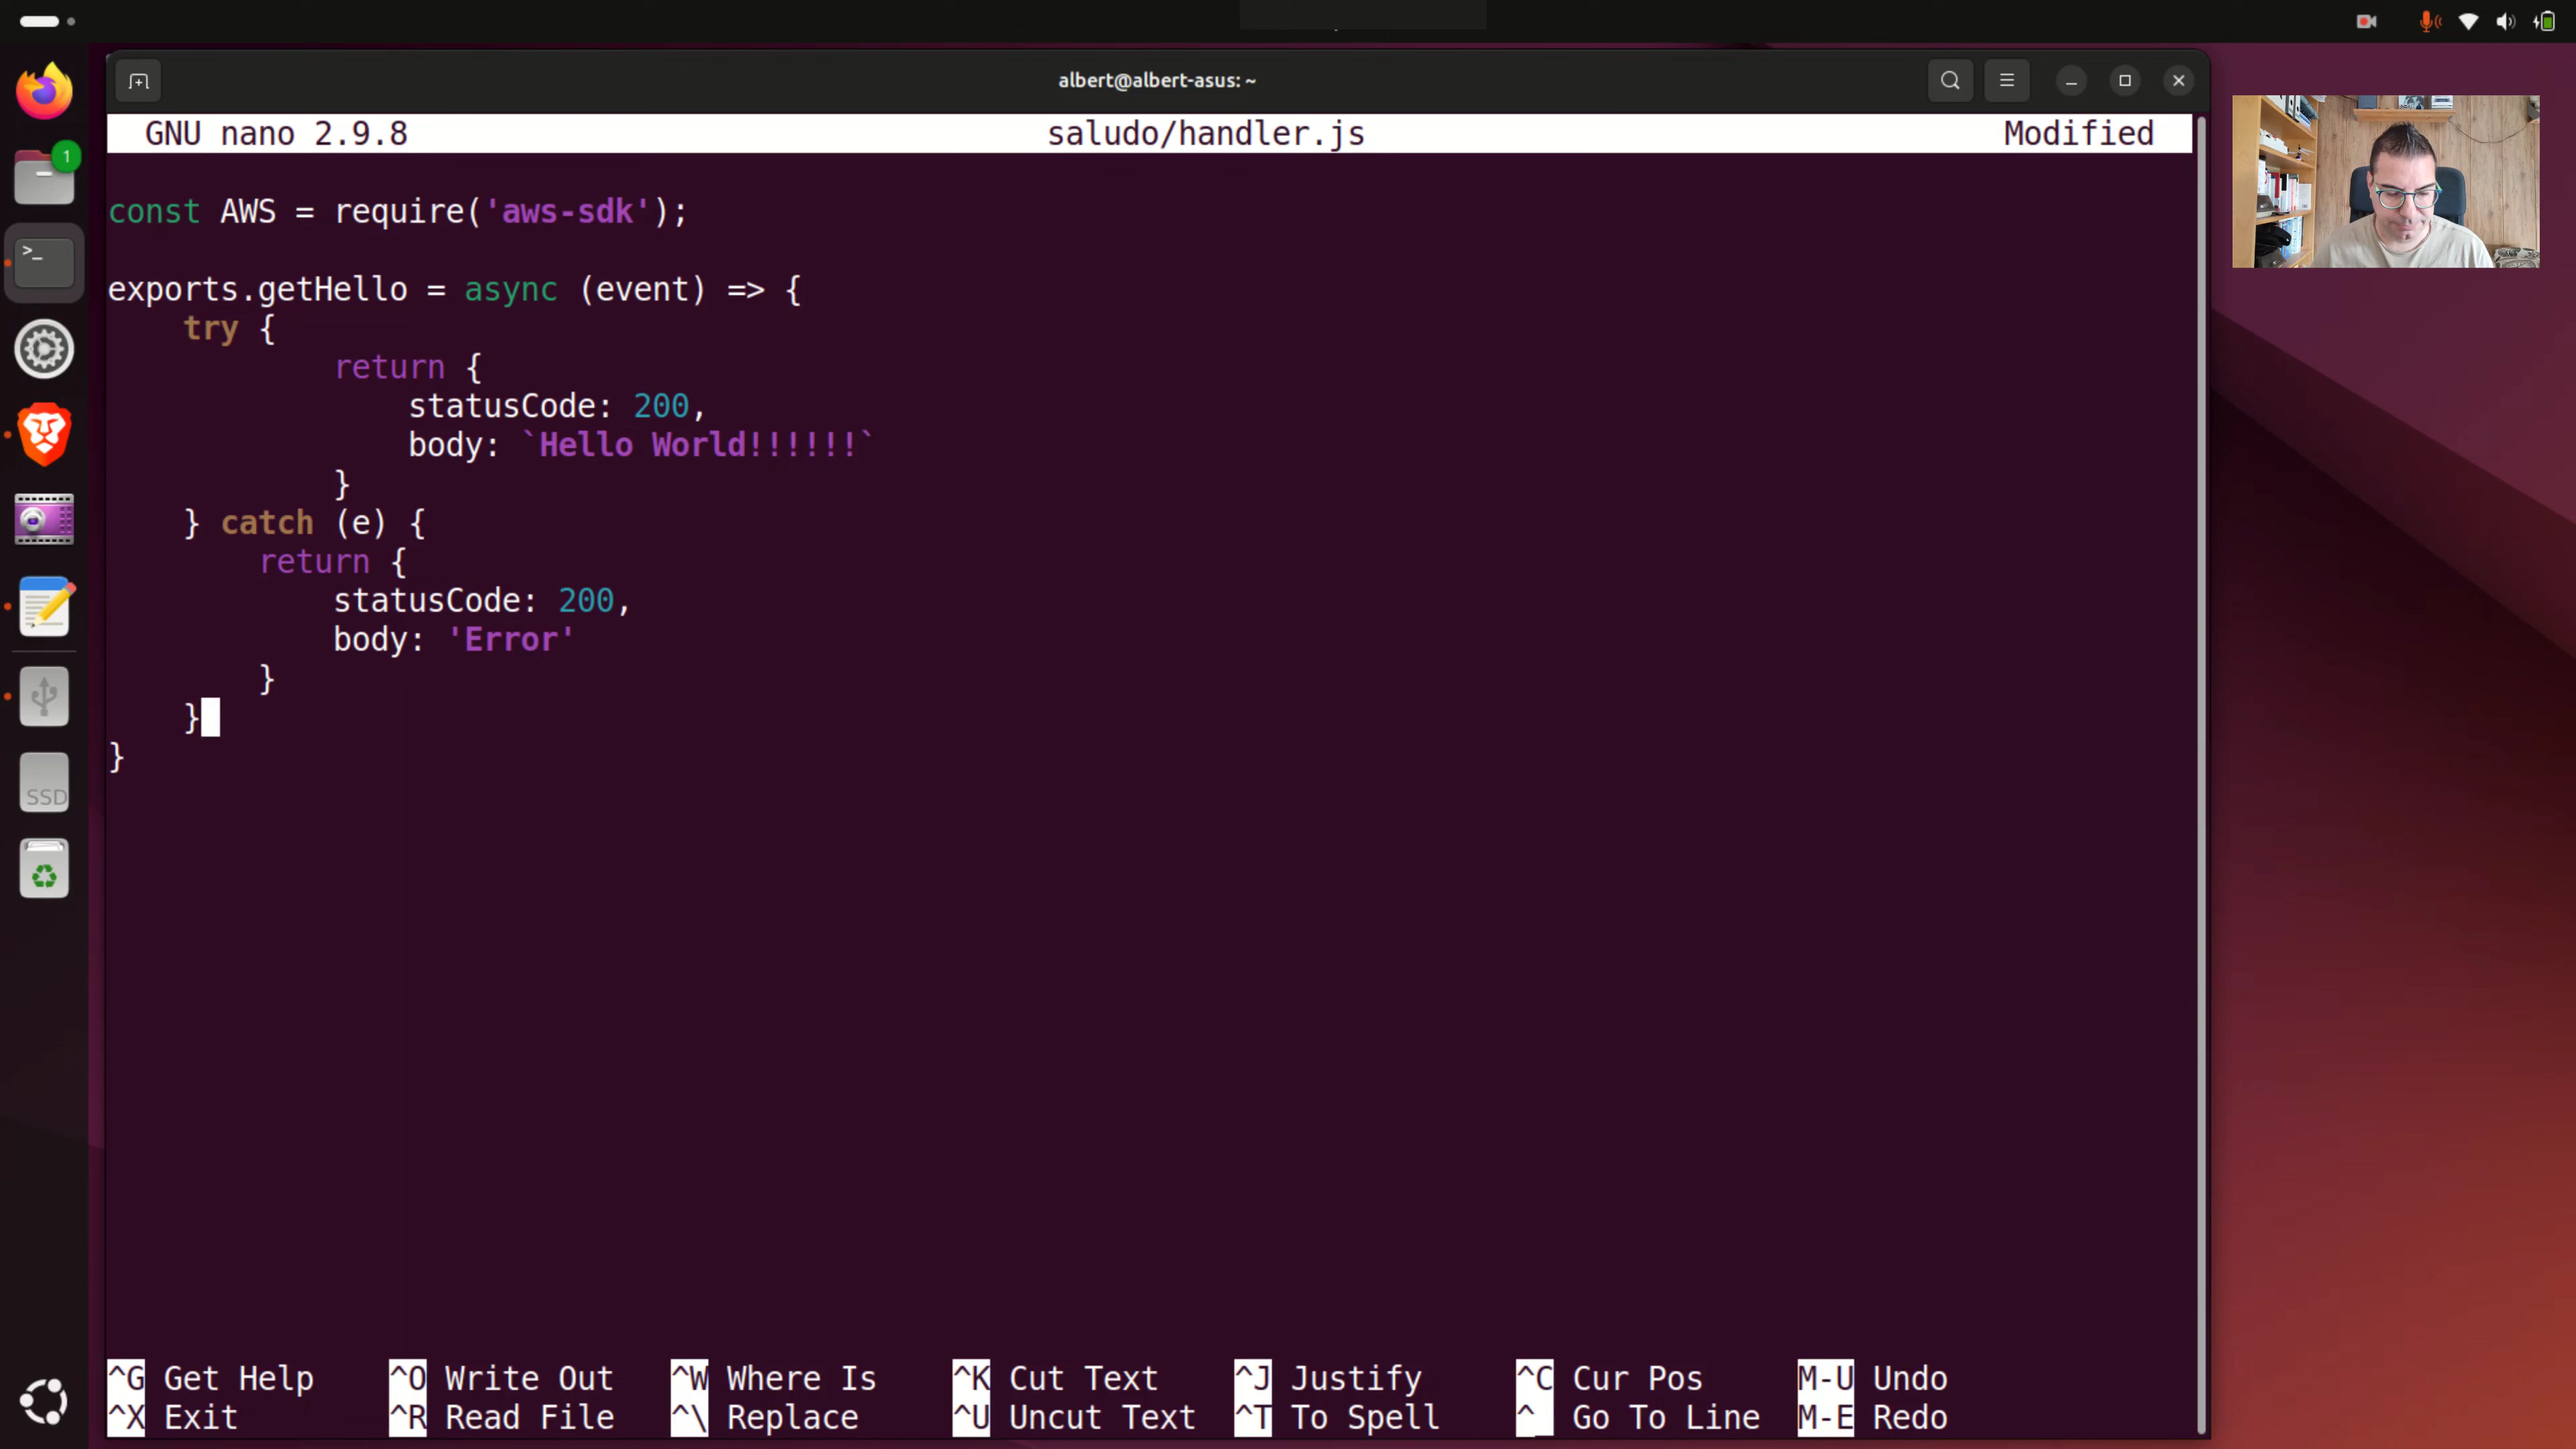 albert@albert-asus: ~
GNU nano 2.9.8 saludo/handler.js Modified
const AWS = require('aws-sdk');
exports.getHello = async (event) => {
try {
return {
statusCode: 200,
body: `Hello World!!!!!!`
}
} catch (e) {
return {
statusCode: 200,
body: 'Error'
}
}
}
^G Get Help ^O Write Out ^W Where Is ^K Cut Text ^J Justify ^C Cur Pos M-U Undo
^X Exit ^R Read File ^\ Replace ^U Uncut Text ^T To Spell ^_ Go To Line M-E Redo
1
>_
SSD